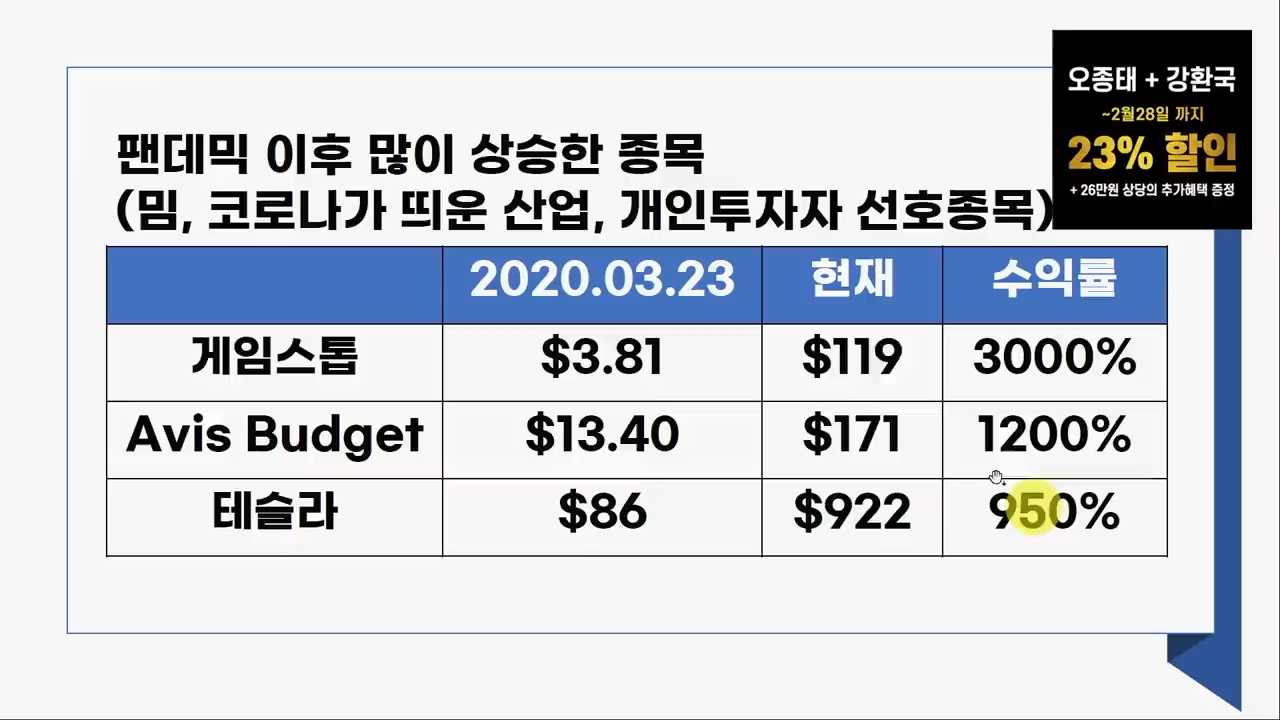 오종태 + 강환국
~2월28일 까지
23% 할인
+ 26만원 상당의 추가혜택 증정
팬데믹 이후 많이 상승한 종목
(밈, 코로나가 띄운 산업, 개인투자자 선호종목)
2020.03.23 현재 수익률
게임스톱 $3.81 $119 3000%
Avis Budget $13.40 $171 1200%
테슬라 $86 $922 950%